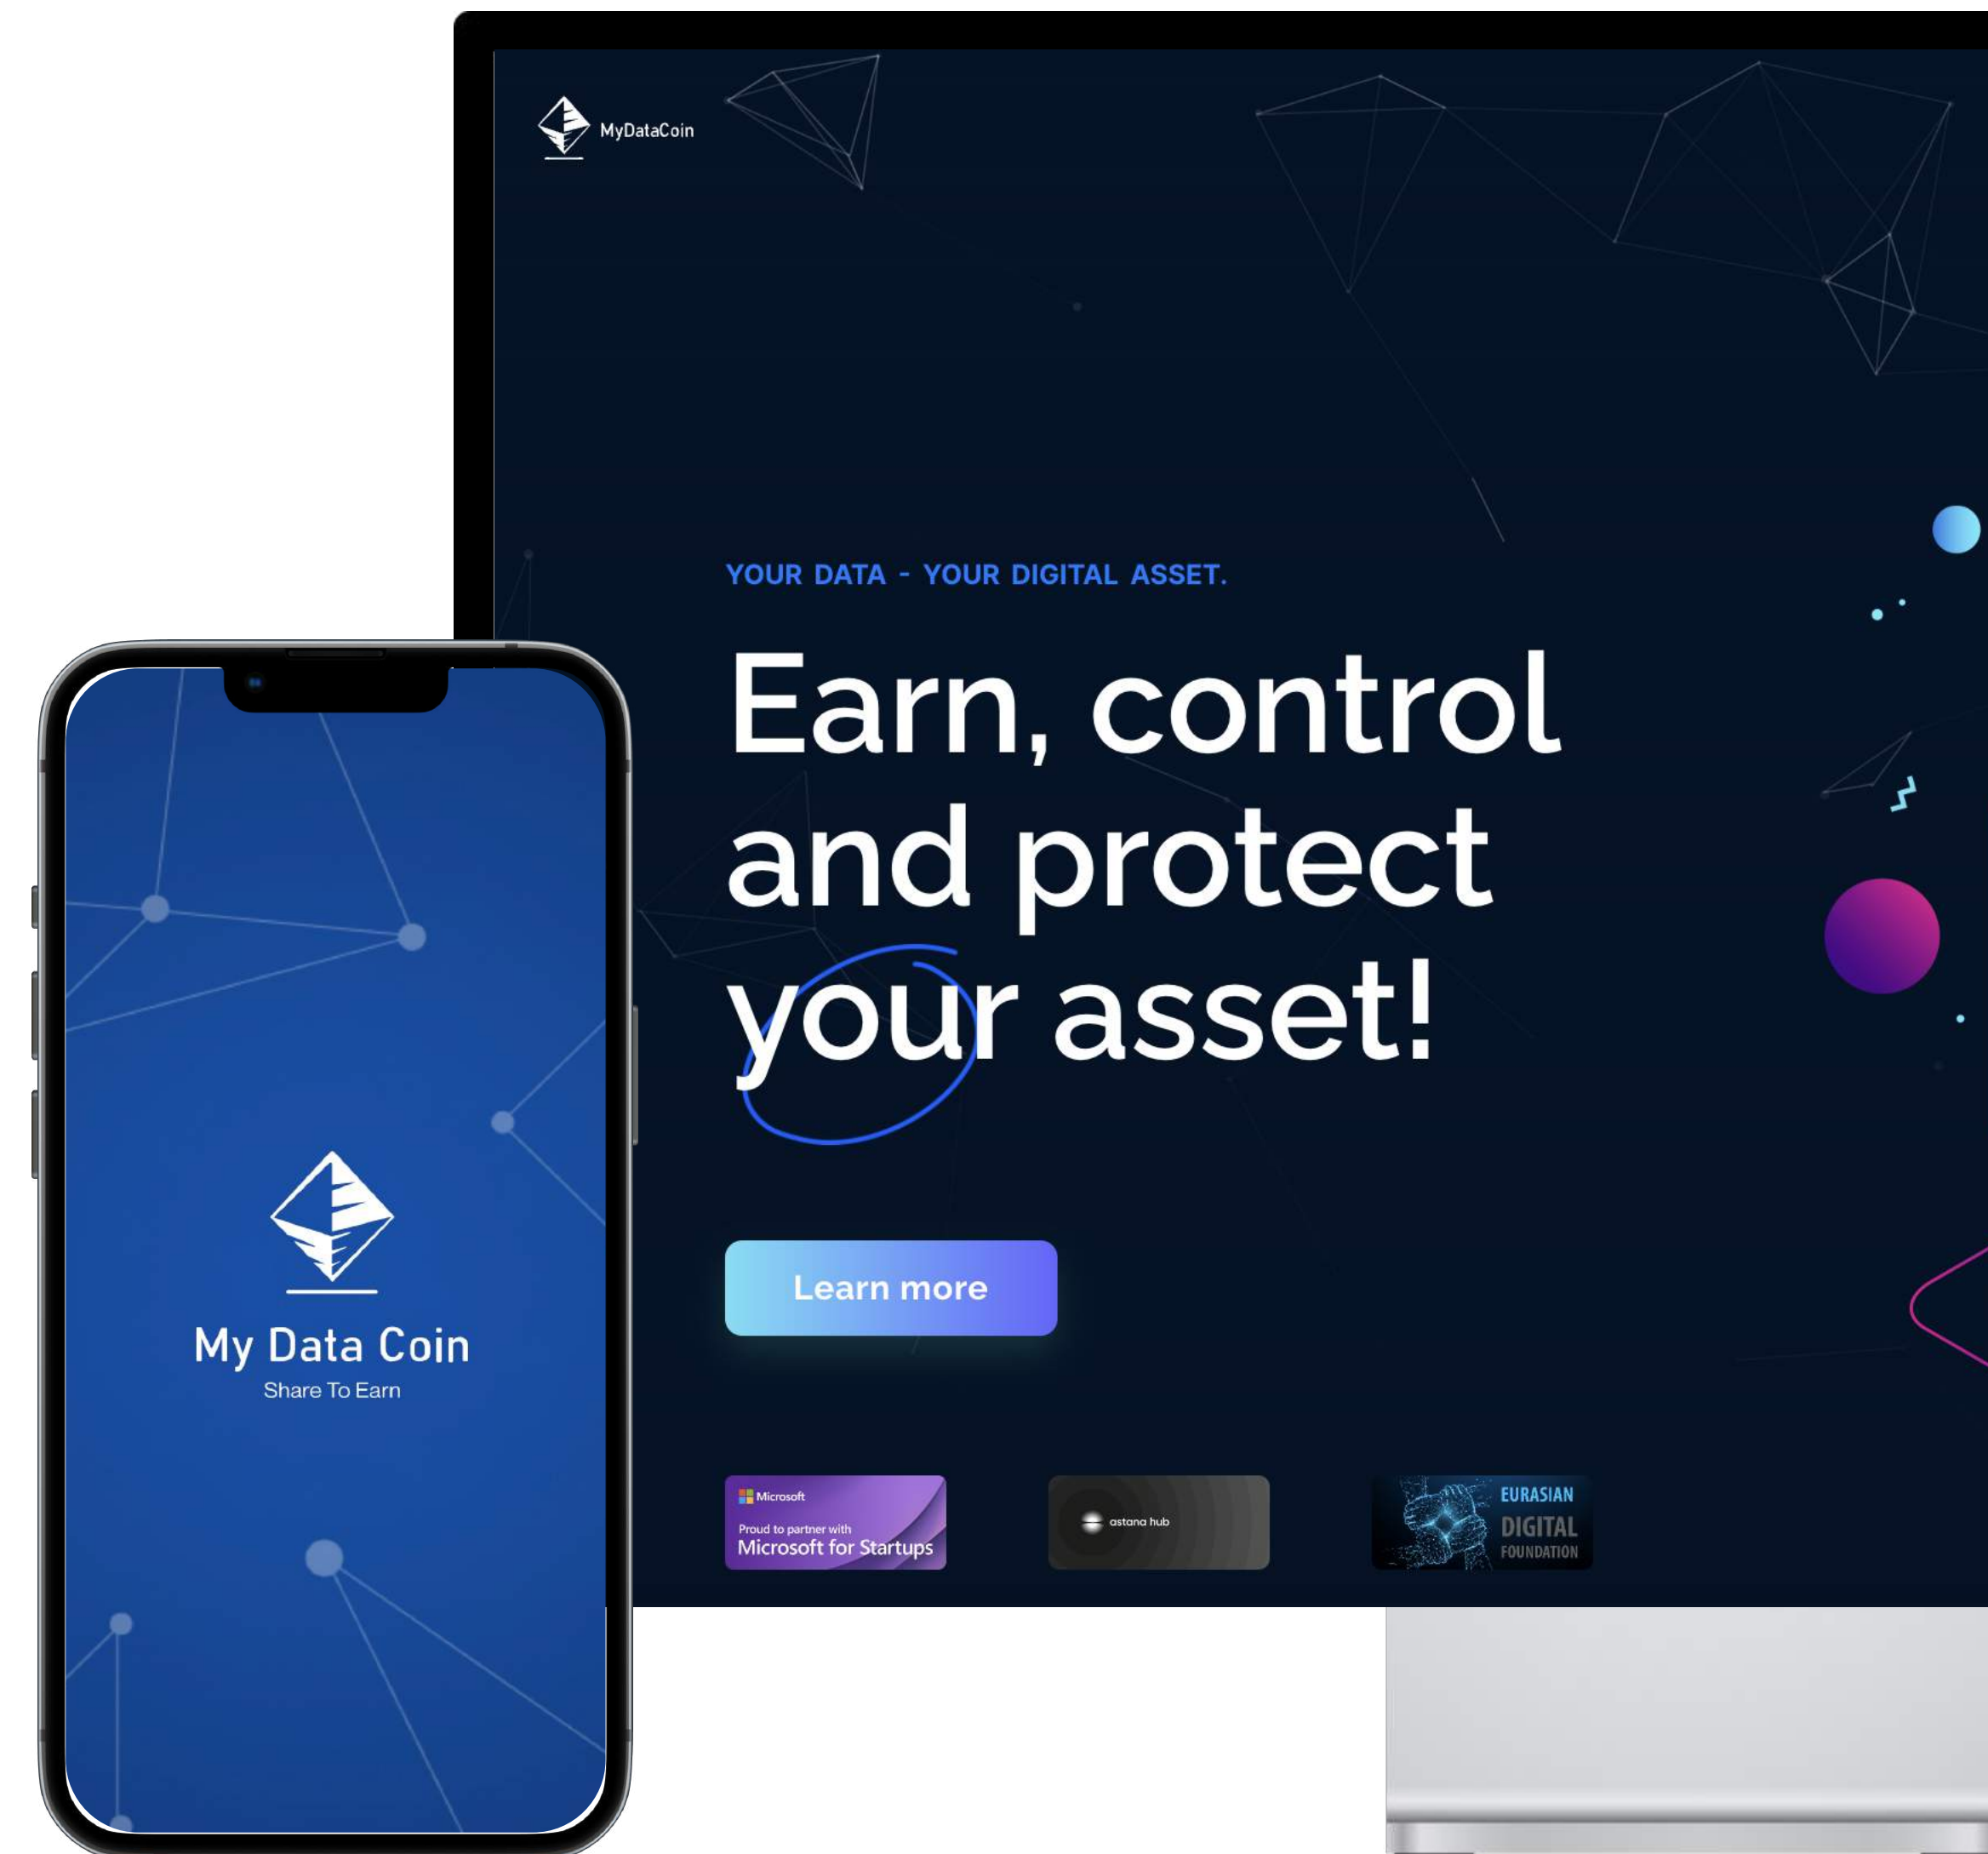 MyDataCoin
YOUR DATA - YOUR DIGITAL ASSET.
Earn, control
and protect
your asset!
Learn more
My Data Coin
Share To Earn
Microsoft
Proud to partner with
Microsoft for Startups
astana hub
EURASIAN
DIGITAL
FOUNDATION